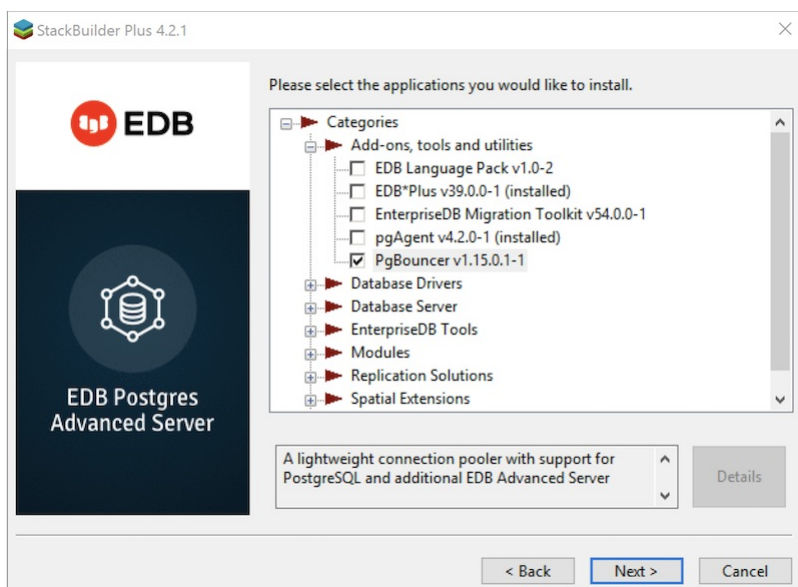 StackBuilder Plus 4.2.1
EDB
EDB Postgres
Advanced Server
Please select the applications you would like to install.
Categories
Add-ons, tools and utilities
EDB Language Pack v1.0-2
EDB*Plus v39.0.0-1 (installed)
EnterpriseDB Migration Toolkit v54.0.0-1
pgAgent v4.2.0-1 (installed)
PgBouncer v1.15.0.1-1
Database Drivers
Database Server
EnterpriseDB Tools
Modules
Replication Solutions
Spatial Extensions
A lightweight connection pooler with support for
PostgreSQL and additional EDB Advanced Server
Details
< Back
Next >
Cancel